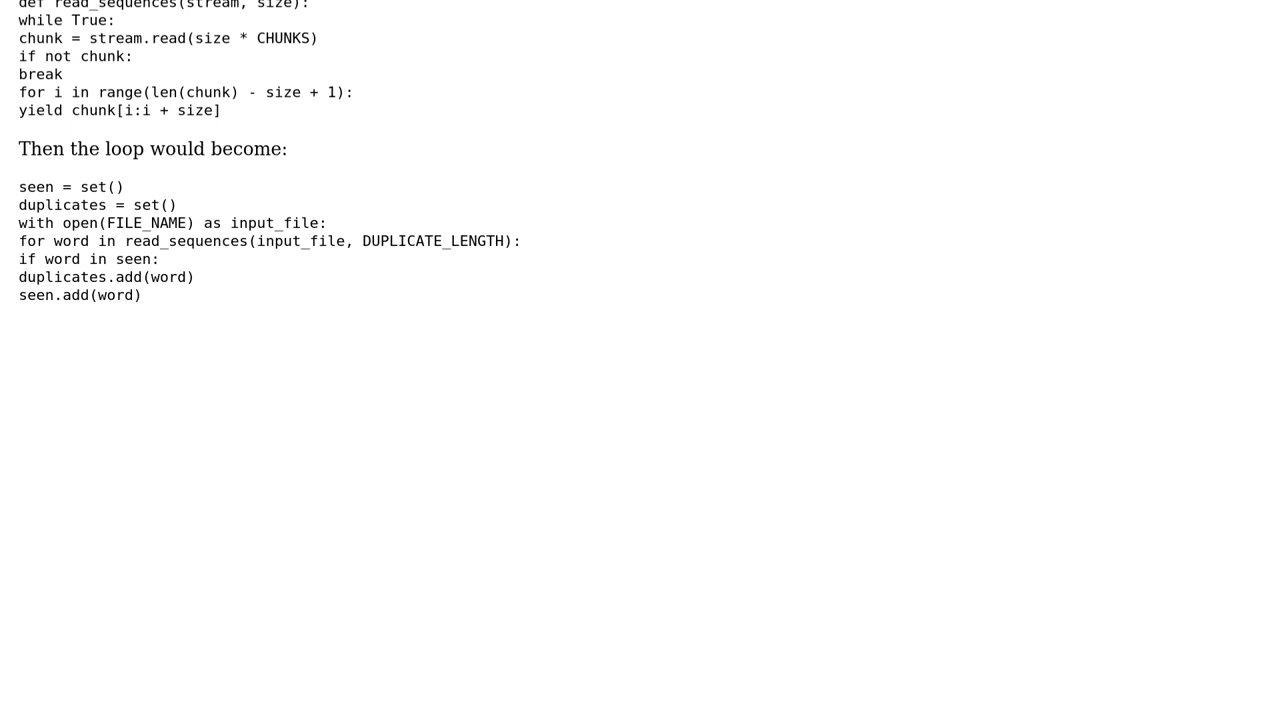 def read_sequences(stream, size):
while True:
chunk = stream.read(size * CHUNKS)
if not chunk:
break
for i in range(len(chunk) - size + 1):
yield chunk[i:i + size]
Then the loop would become:
seen = set()
duplicates = set()
with open(FILE_NAME) as input_file:
for word in read_sequences(input_file, DUPLICATE_LENGTH):
if word in seen:
duplicates.add(word)
seen.add(word)